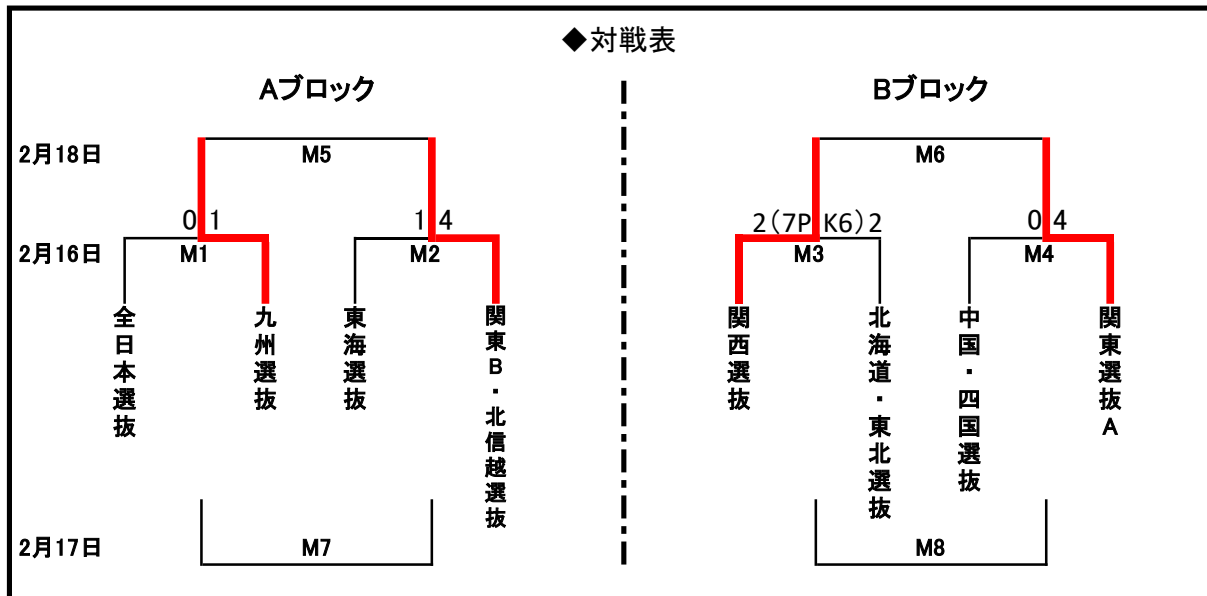 ◆対戦表
Aブロック
Bブロック
2月18日
M5
M6
0 1
1 4
2(7PK6)2
0 4
2月16日
M1
M2
M3
M4
全日本選抜
九州選抜
東海選抜
関東B・北信越選抜
関西選抜
北海道・東北選抜
中国・四国選抜
関東選抜A
2月17日
M7
M8